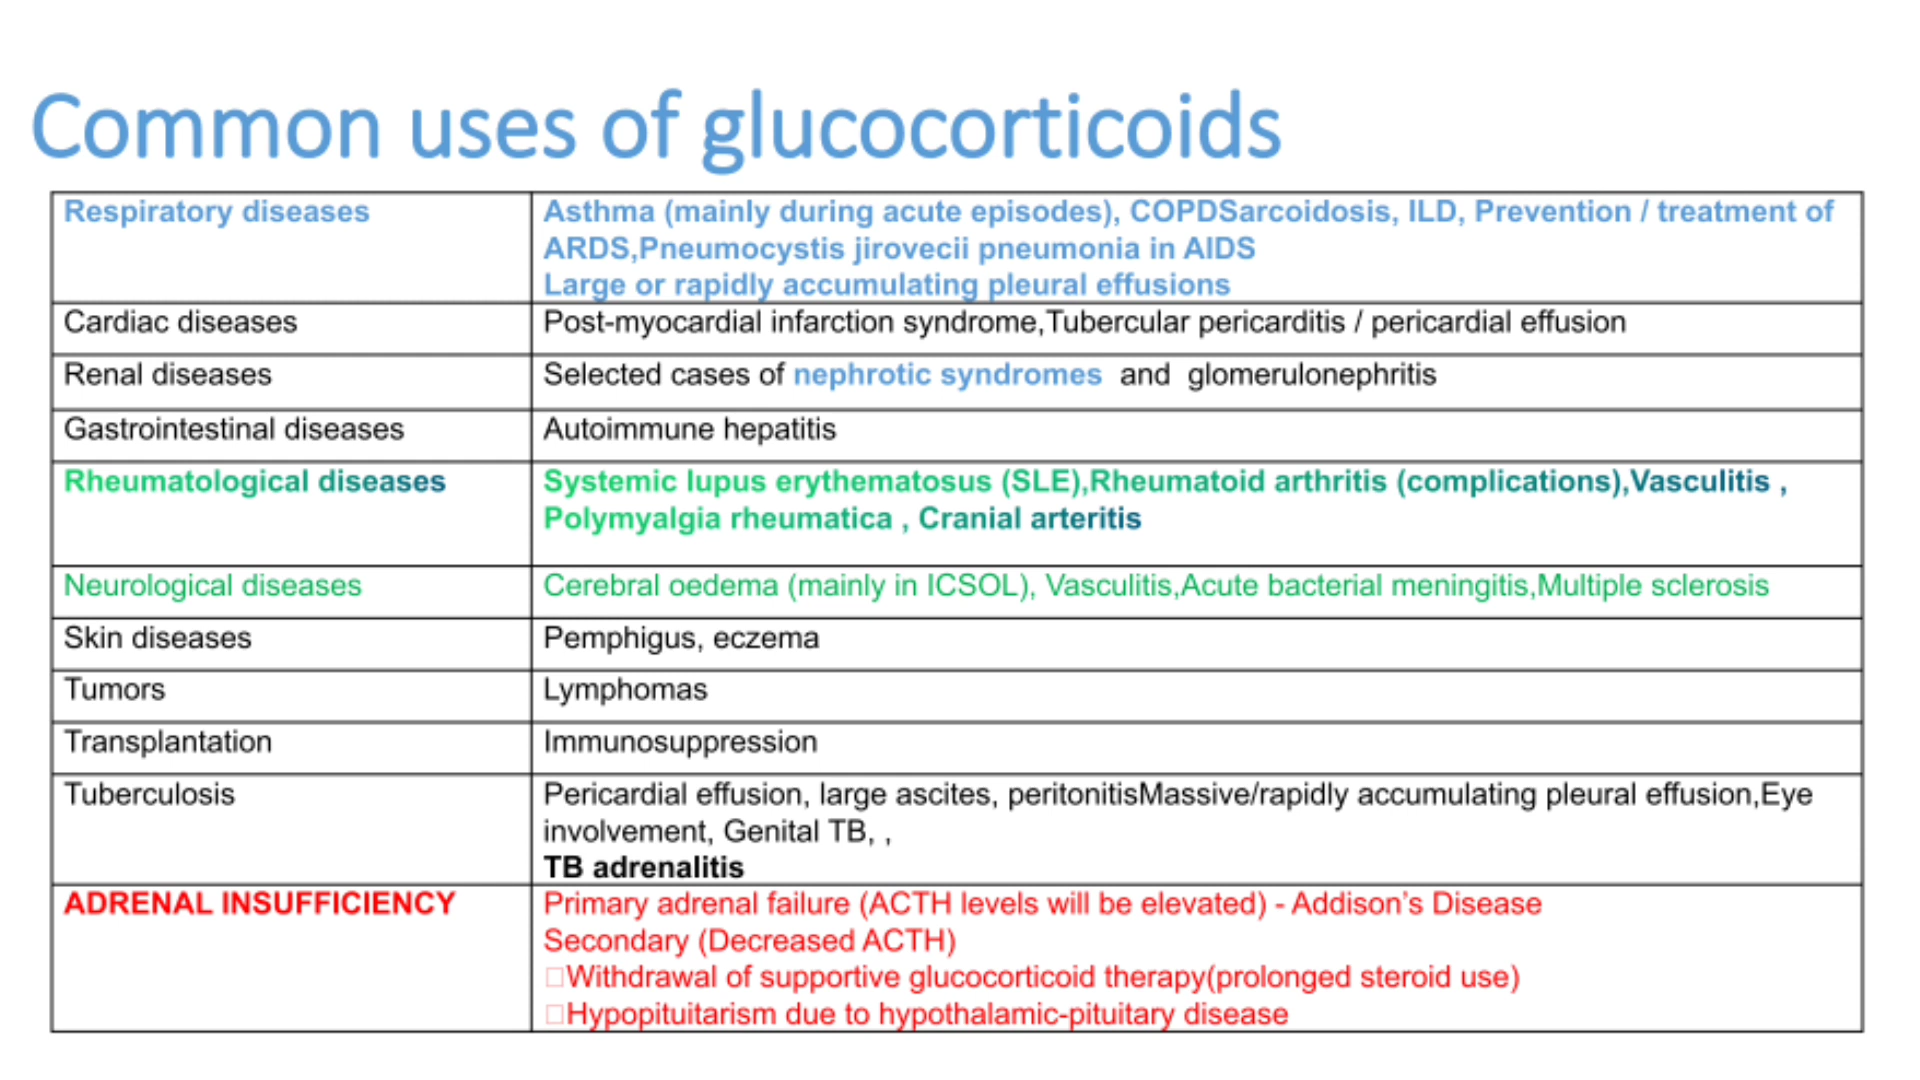 Common uses of glucocorticoids
Respiratory diseases
Asthma (mainly during acute episodes), COPDSarcoidosis, ILD, Prevention / treatment of
ARDS,Pneumocystis jirovecii pneumonia in AIDS
Large or rapidly accumulating pleural effusions
Cardiac diseases
Post-myocardial infarction syndrome,Tubercular pericarditis / pericardial effusion
Renal diseases
Selected cases of nephrotic syndromes and glomerulonephritis
Gastrointestinal diseases
Autoimmune hepatitis
Rheumatological diseases
Systemic lupus erythematosus (SLE),Rheumatoid arthritis (complications),Vasculitis ,
Polymyalgia rheumatica , Cranial arteritis
Neurological diseases
Cerebral oedema (mainly in ICSOL), Vasculitis,Acute bacterial meningitis,Multiple sclerosis
Skin diseases
Pemphigus, eczema
Tumors
Lymphomas
Transplantation
Immunosuppression
Tuberculosis
Pericardial effusion, large ascites, peritonitisMassive/rapidly accumulating pleural effusion,Eye
involvement, Genital TB, ,
TB adrenalitis
ADRENAL INSUFFICIENCY
Primary adrenal failure (ACTH levels will be elevated) - Addison’s Disease
Secondary (Decreased ACTH)
□Withdrawal of supportive glucocorticoid therapy(prolonged steroid use)
□Hypopituitarism due to hypothalamic-pituitary disease